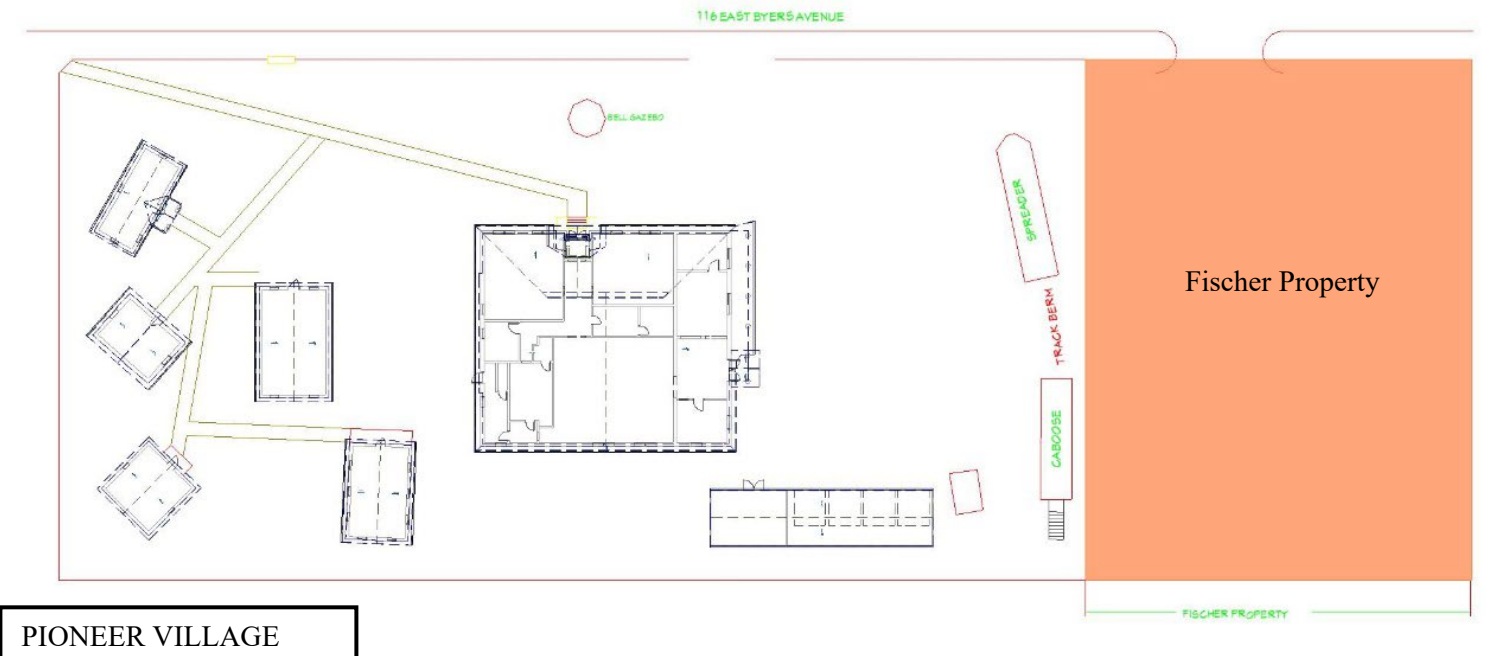 116 EAST BYERS AVENUE
BELL GAZEBO
SPREADER
Fischer Property
TRACK BERM
CABOOSE
FISCHER PROPERTY
PIONEER VILLAGE